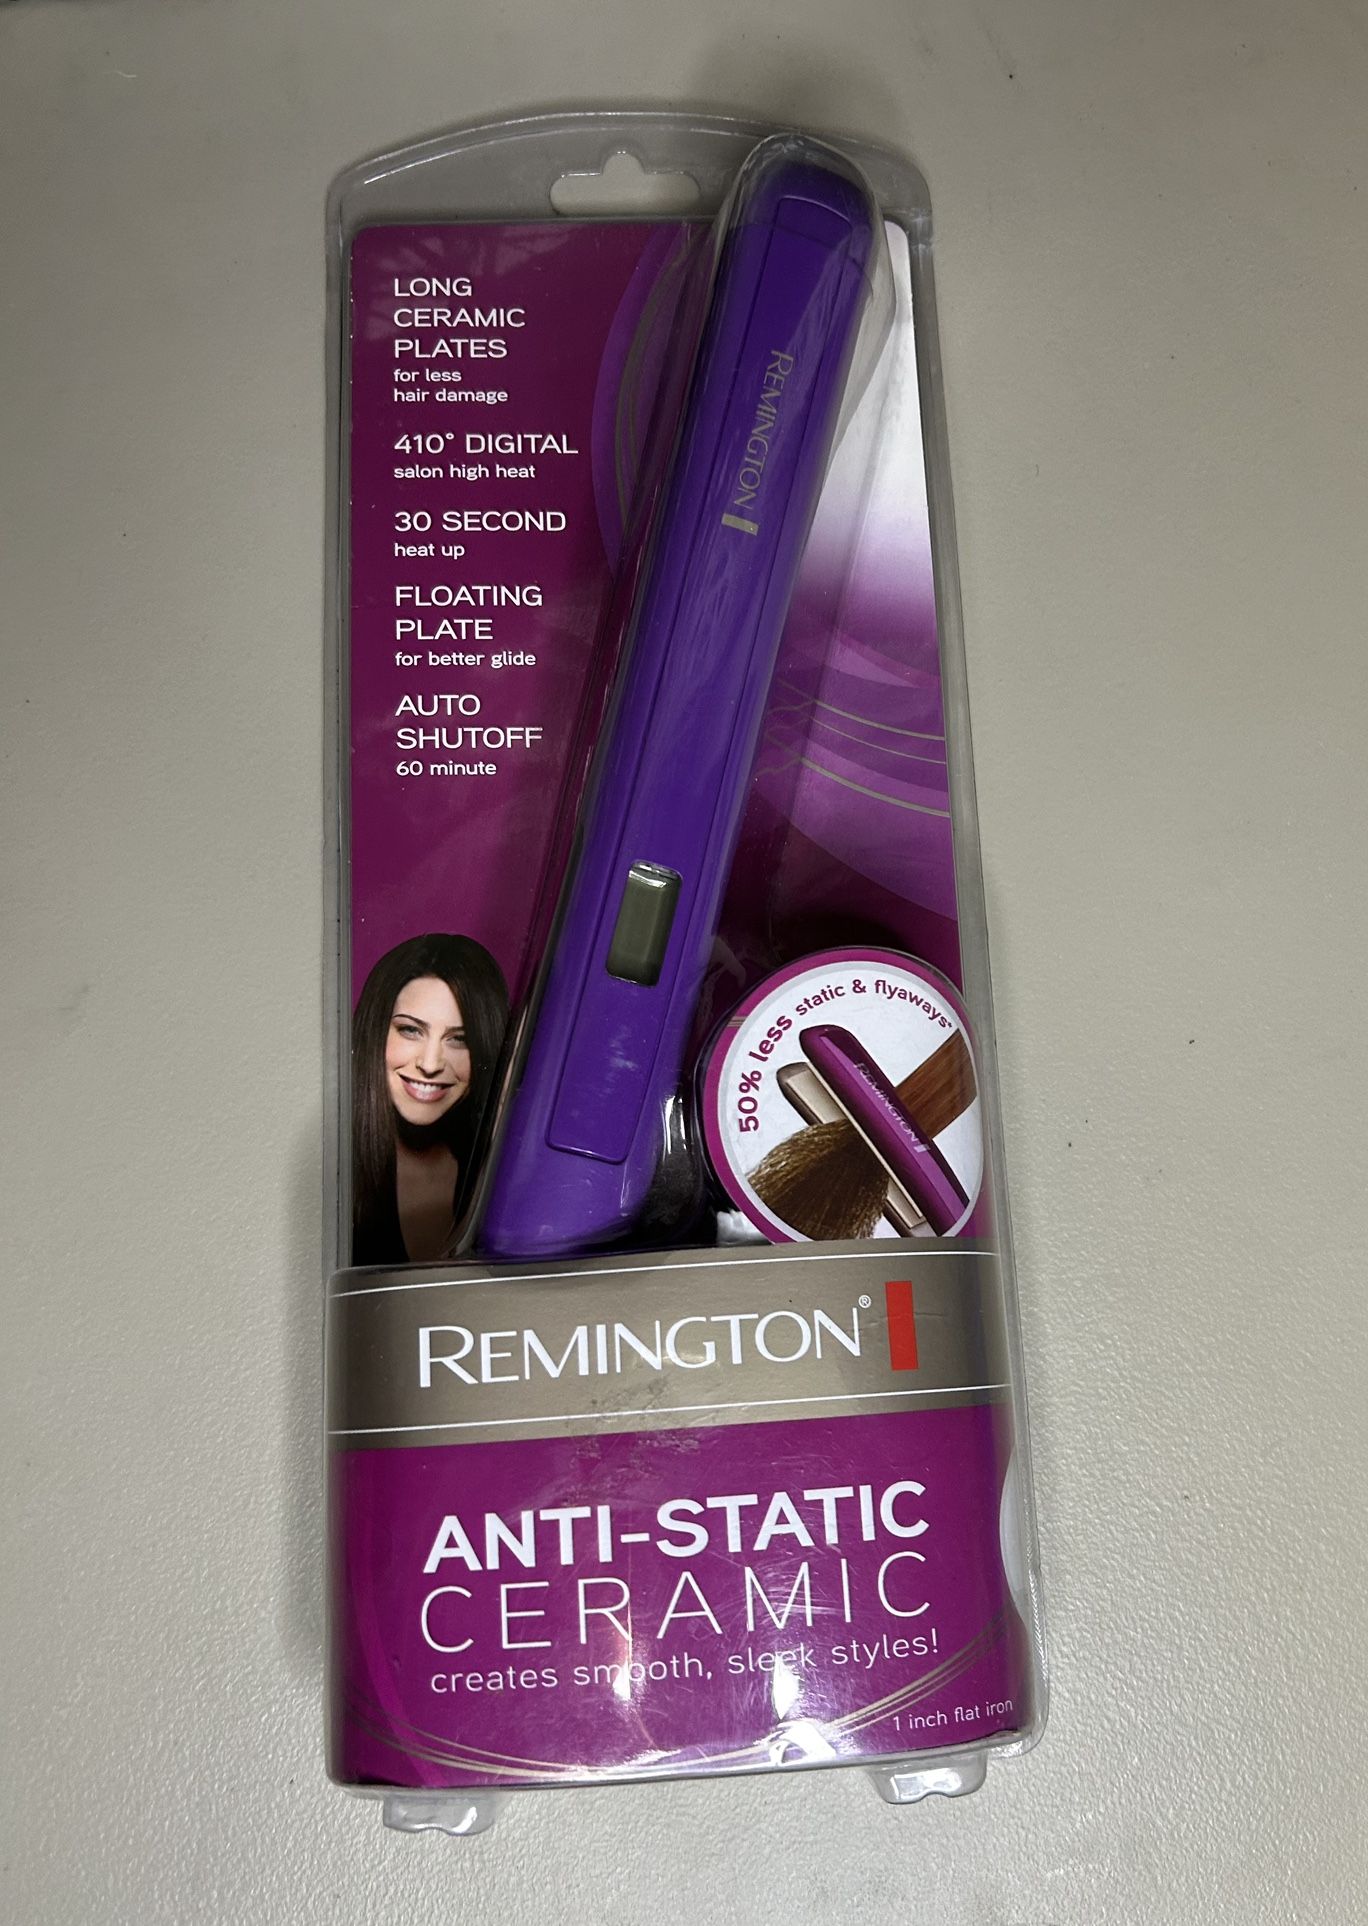 LONG
CERAMIC
PLATES
for less
hair damage
410° DIGITAL
salon high heat
30 SECOND
heat up
FLOATING
PLATE
for better glide
AUTO
SHUTOFF
60 minute
REMINGTON
50% less static & flyaways*
REMINGTON
REMINGTON®
ANTI-STATIC
CERAMIC
creates smooth, sleek styles!
1 inch flat iron